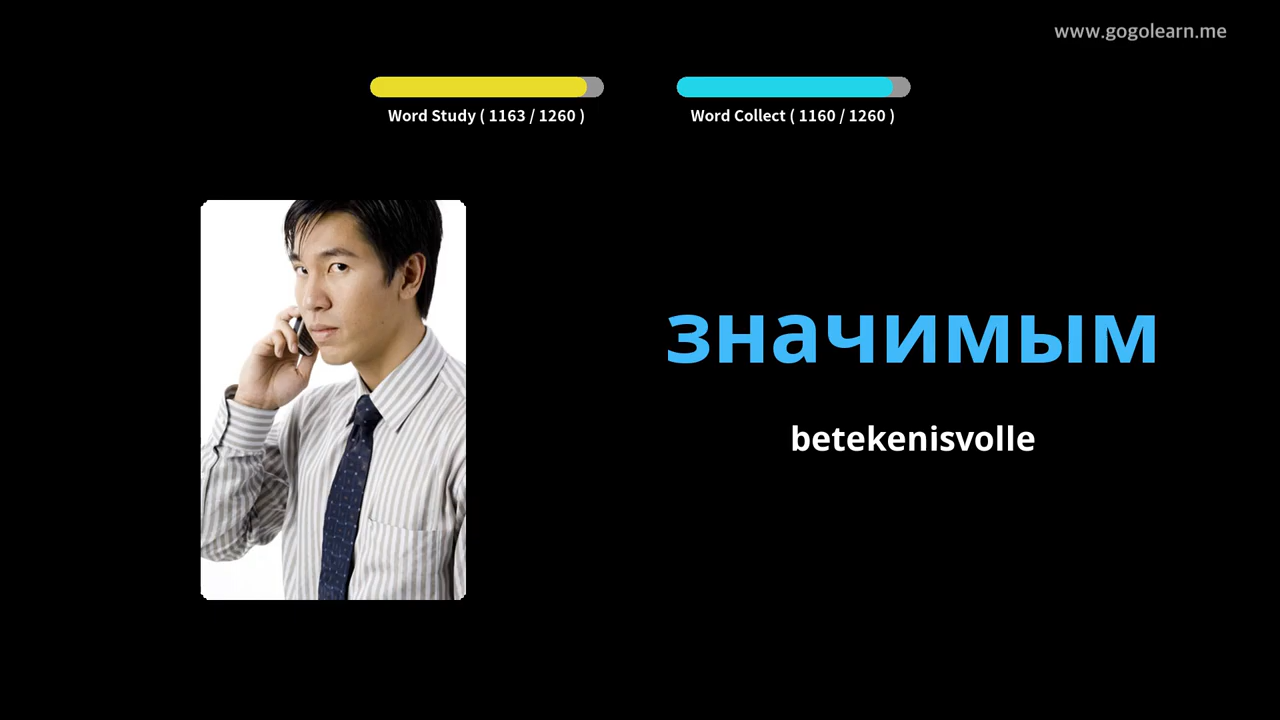 www.gogolearn.me
Word Study ( 1163 / 1260 )
Word Collect ( 1160 / 1260 )
значимым
betekenisvolle